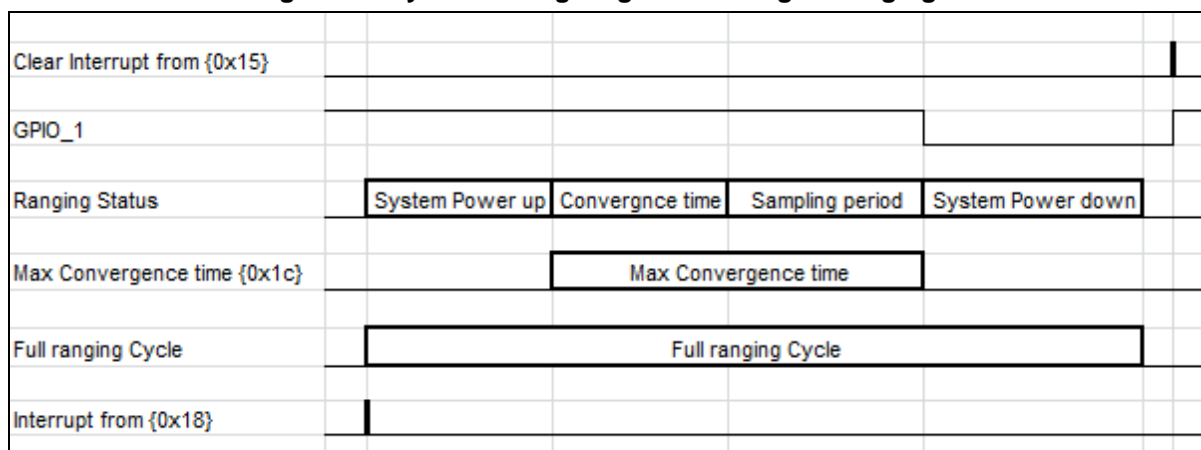 Clear Interrupt from {0x15}
GPIO_1
Ranging Status
System Power up
Convergnce time
Sampling period
System Power down
Max Convergence time {0x1c}
Max Convergence time
Full ranging Cycle
Full ranging Cycle
Interrupt from {0x18}